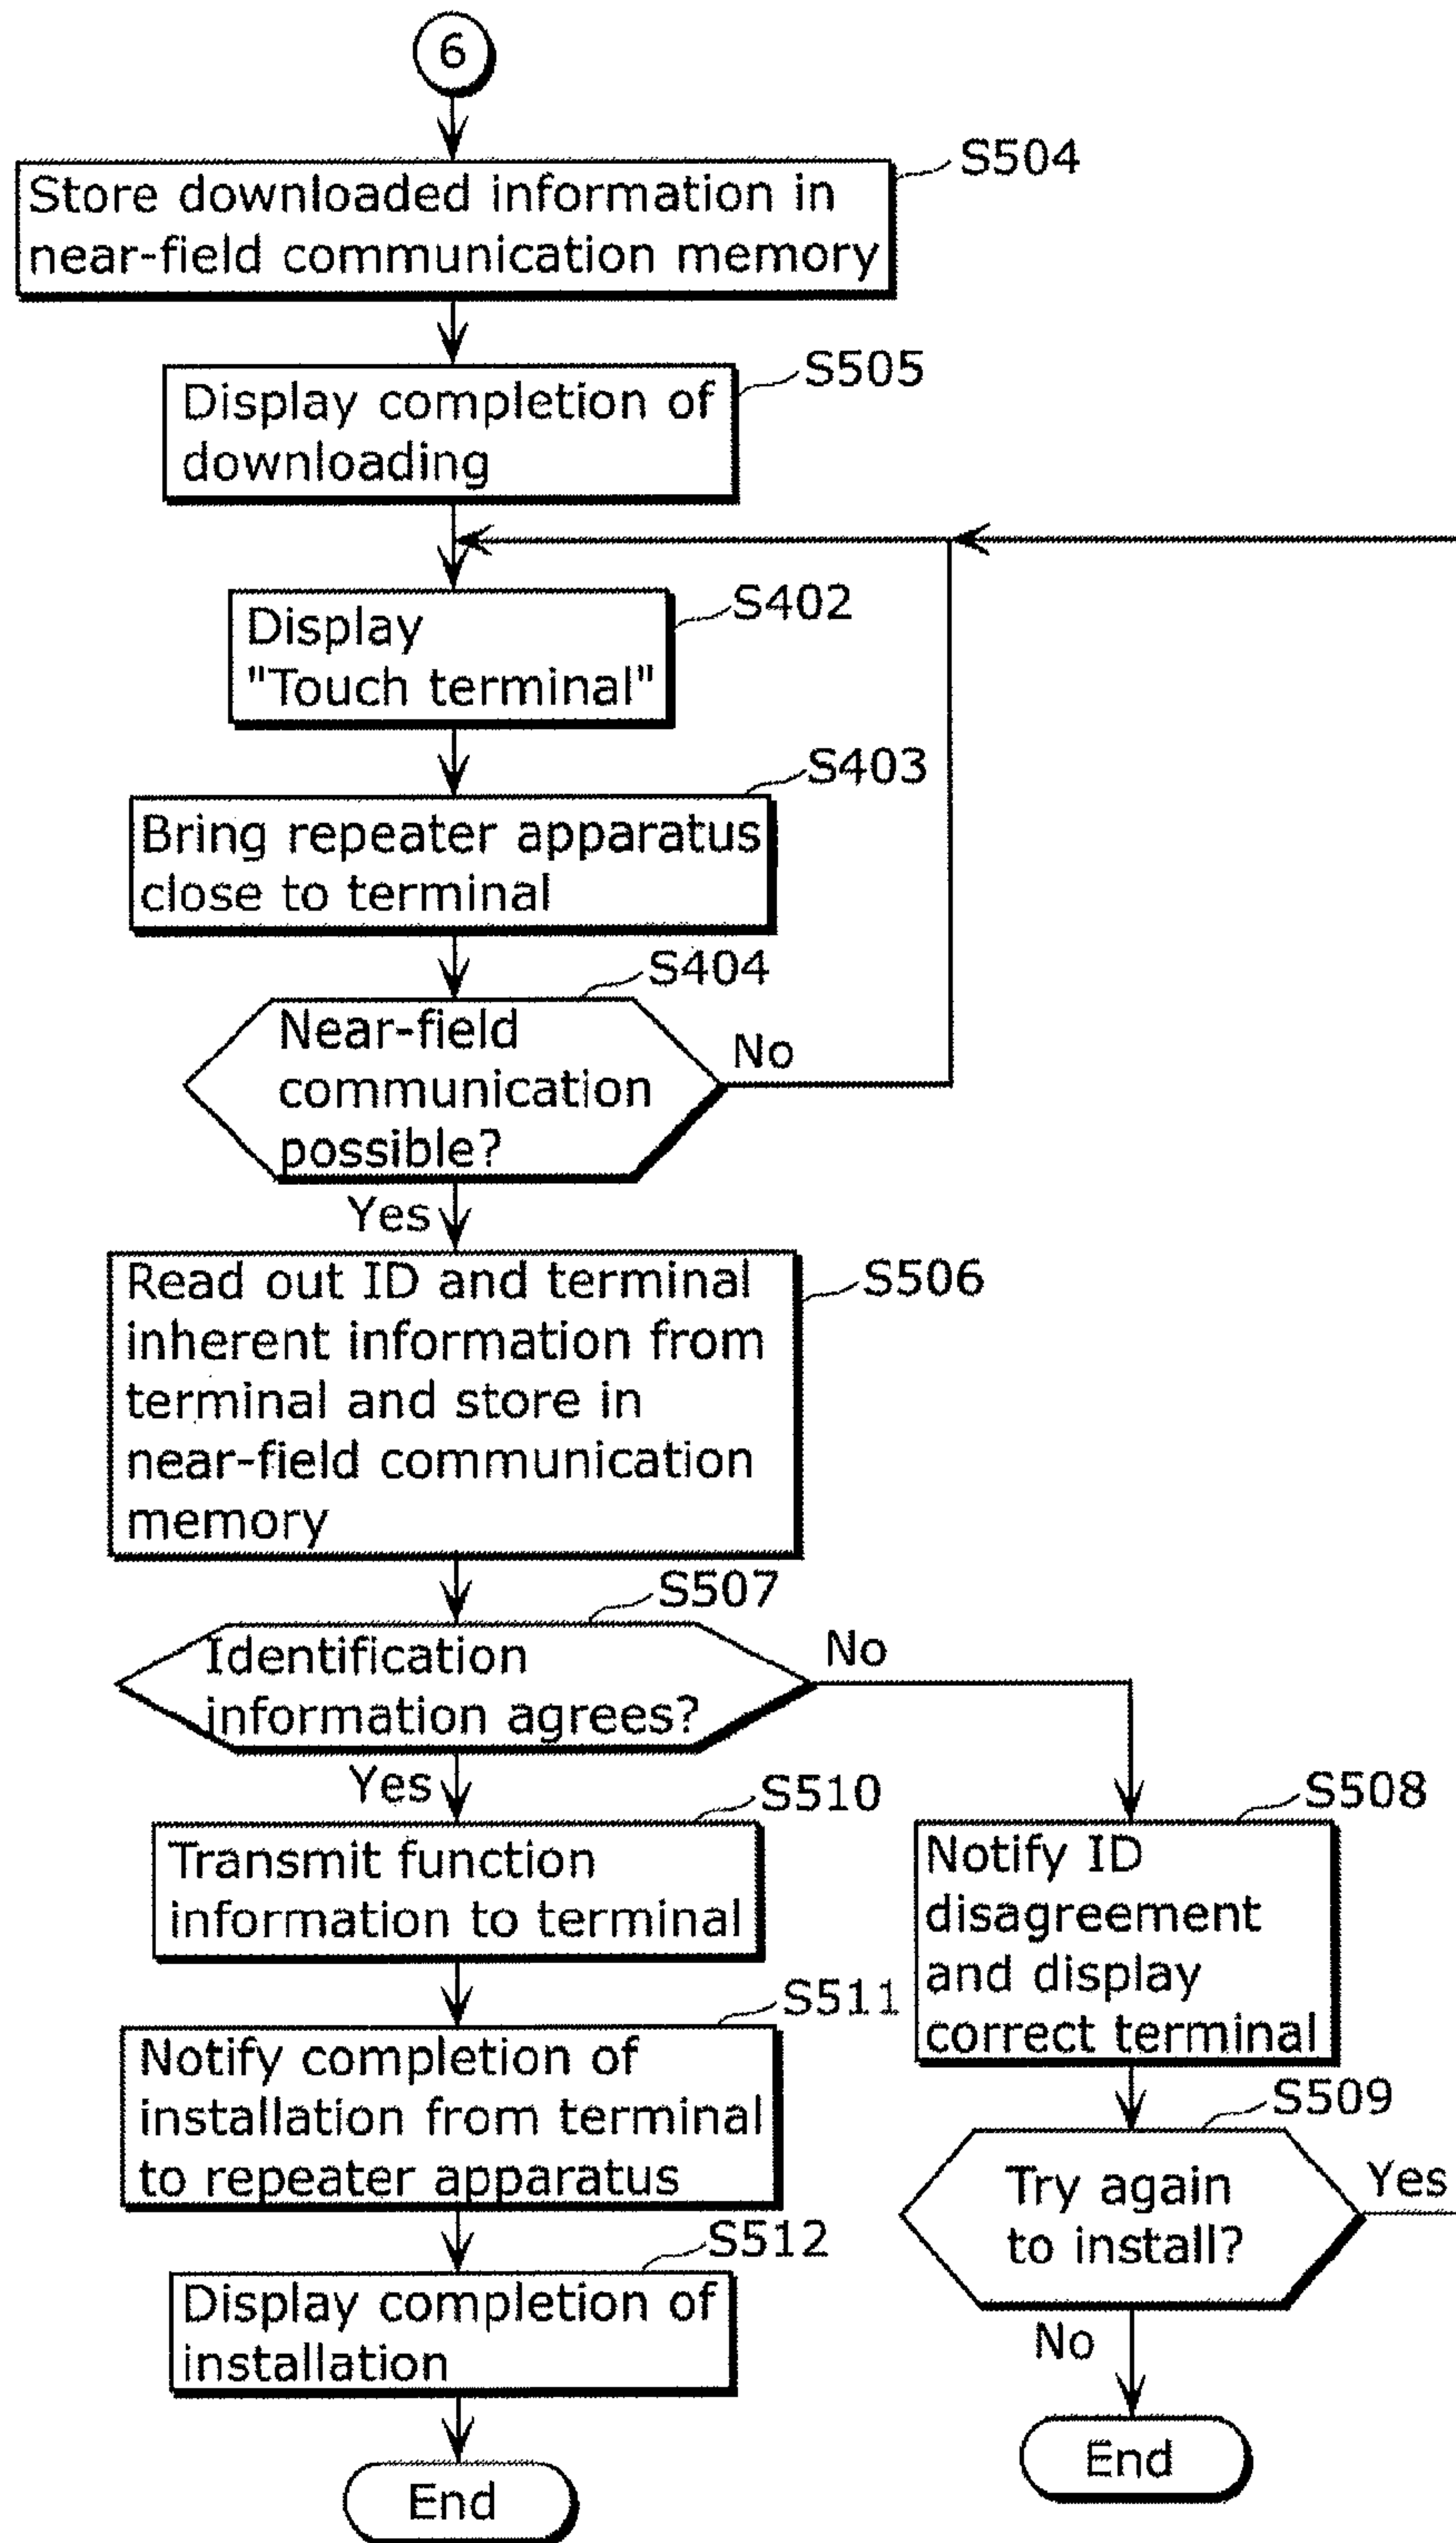 6
S504
Store downloaded information in
near-field communication memory
S505
Display completion of
downloading
S402
Display
"Touch terminal"
S403
Bring repeater apparatus
close to terminal
S404
Near-field
communication
possible?
No
Yes
S506
Read out ID and terminal
inherent information from
terminal and store in
near-field communication
memory
S507
Identification
information agrees?
No
Yes
S510
Transmit function
information to terminal
S508
Notify ID
disagreement
and display
correct terminal
S511
Notify completion of
installation from terminal
to repeater apparatus
S509
Try again
to install?
Yes
No
S512
Display completion of
installation
End
End